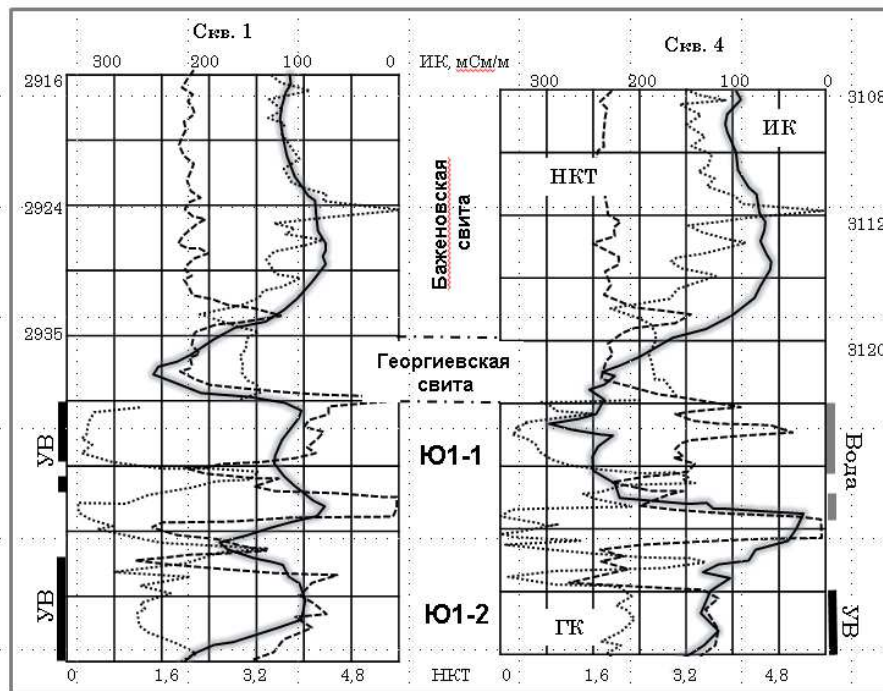 Скв. 1
Скв. 4
300 200 100 0 ИК, мСм/м 300 200 100 0
2916
3108
ИК
НКТ
2924
Баженовская
свита
3112
2935
3120
Георгиевская
свита
УВ
Ю1-1
Вода
УВ
Ю1-2
ГК
УВ
0 1,6 3,2 4,8 НКТ 0 1,6 3,2 4,8